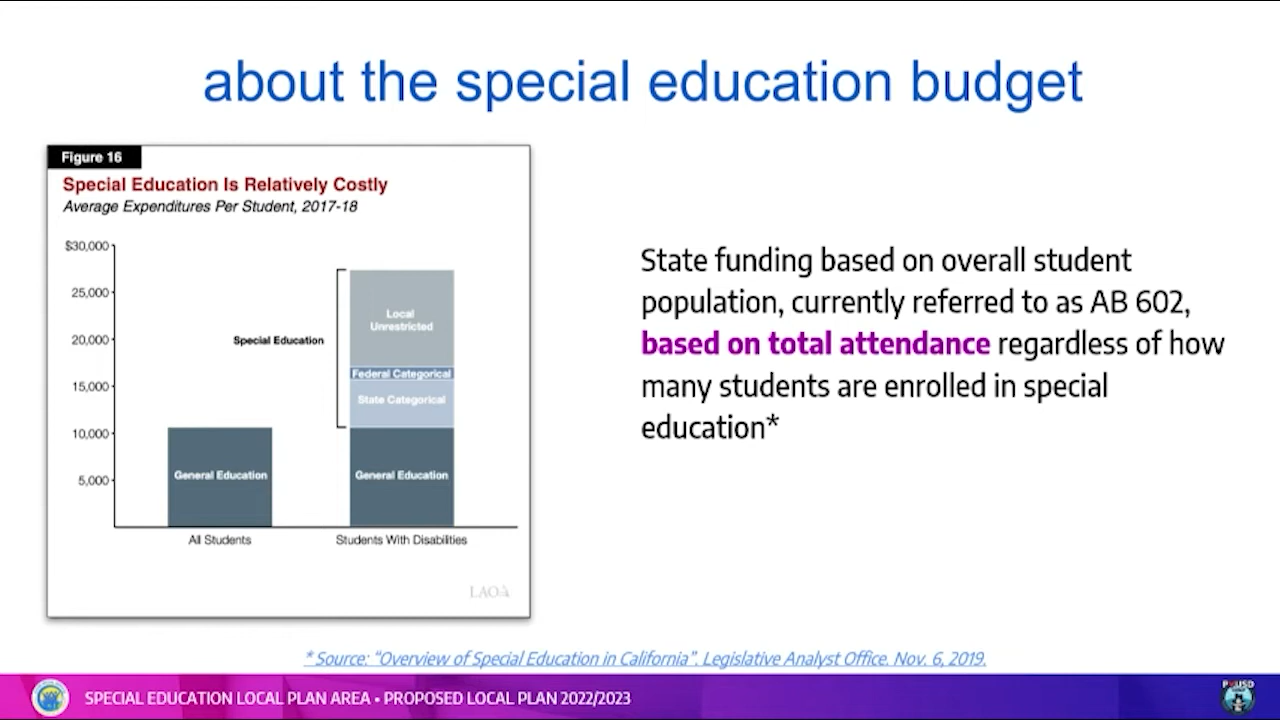 about the special education budget
Figure 16
Special Education Is Relatively Costly
Average Expenditures Per Student, 2017-18
$30,000
25,000
20,000
15,000
10,000
5,000
Special Education
Local
Unrestricted
Federal Categorical
State Categorical
General Education
General Education
All Students
Students With Disabilities
LAO
State funding based on overall student
population, currently referred to as AB 602,
based on total attendance regardless of how
many students are enrolled in special
education*
* Source: “Overview of Special Education in California”. Legislative Analyst Office. Nov. 6, 2019.
SPECIAL EDUCATION LOCAL PLAN AREA • PROPOSED LOCAL PLAN 2022/2023